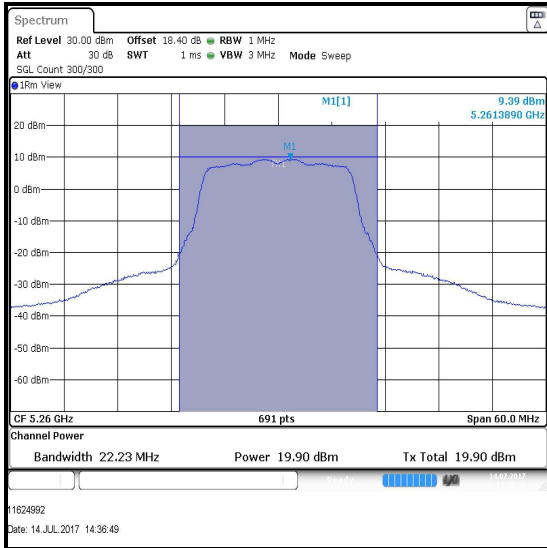 Spectrum
Ref Level 30.00 dBm Offset 18.40 dB RBW 1 MHz
Att 30 dB SWT 1 ms VBW 3 MHz Mode Sweep
SGL Count 300/300
1Rm View
M1[1] 9.39 dBm
5.2613890 GHz
20 dBm
M1
10 dBm
0 dBm
-10 dBm
-20 dBm
-30 dBm
-40 dBm
-50 dBm
-60 dBm
CF 5.26 GHz 691 pts Span 60.0 MHz
Channel Power
Bandwidth 22.23 MHz Power 19.90 dBm Tx Total 19.90 dBm
Ready 14.07.2017
11624992
Date: 14.JUL.2017 14:36:49